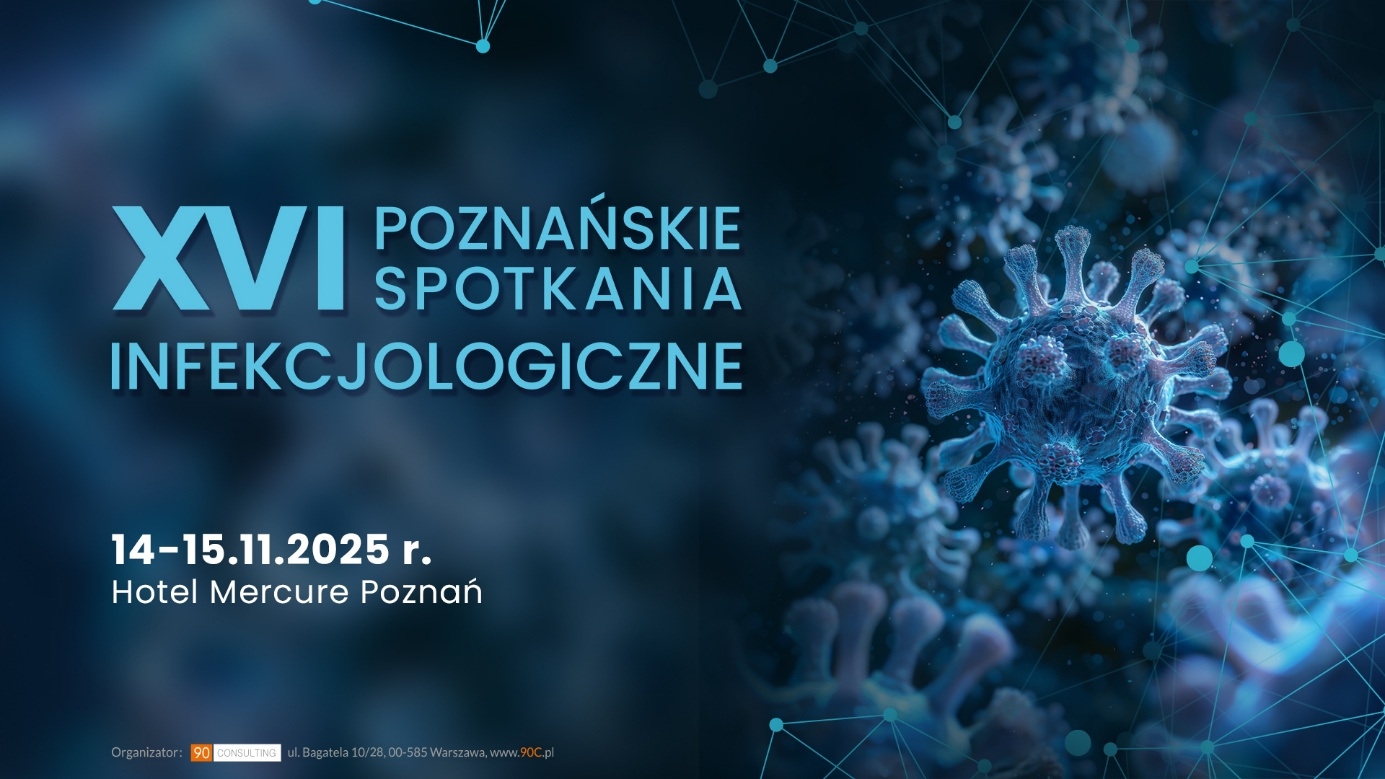 XVI POZNAŃSKIE
SPOTKANIA
INFEKCJOLOGICZNE
14-15.11.2025 r.
Hotel Mercure Poznań
Organizator: 90 CONSULTING ul. Bagatela 10/28, 00-585 Warszawa, www.90C.pl